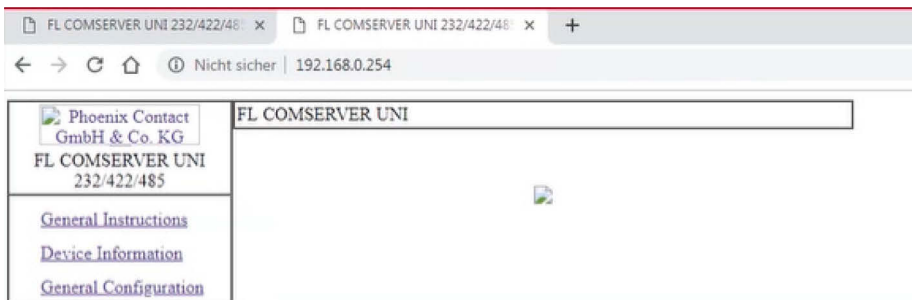 FL COMSERVER UNI 232/422/48
FL COMSERVER UNI 232/422/48
Nicht sicher | 192.168.0.254
Phoenix Contact
GmbH & Co. KG
FL COMSERVER UNI
232/422/485
FL COMSERVER UNI
General Instructions
Device Information
General Configuration